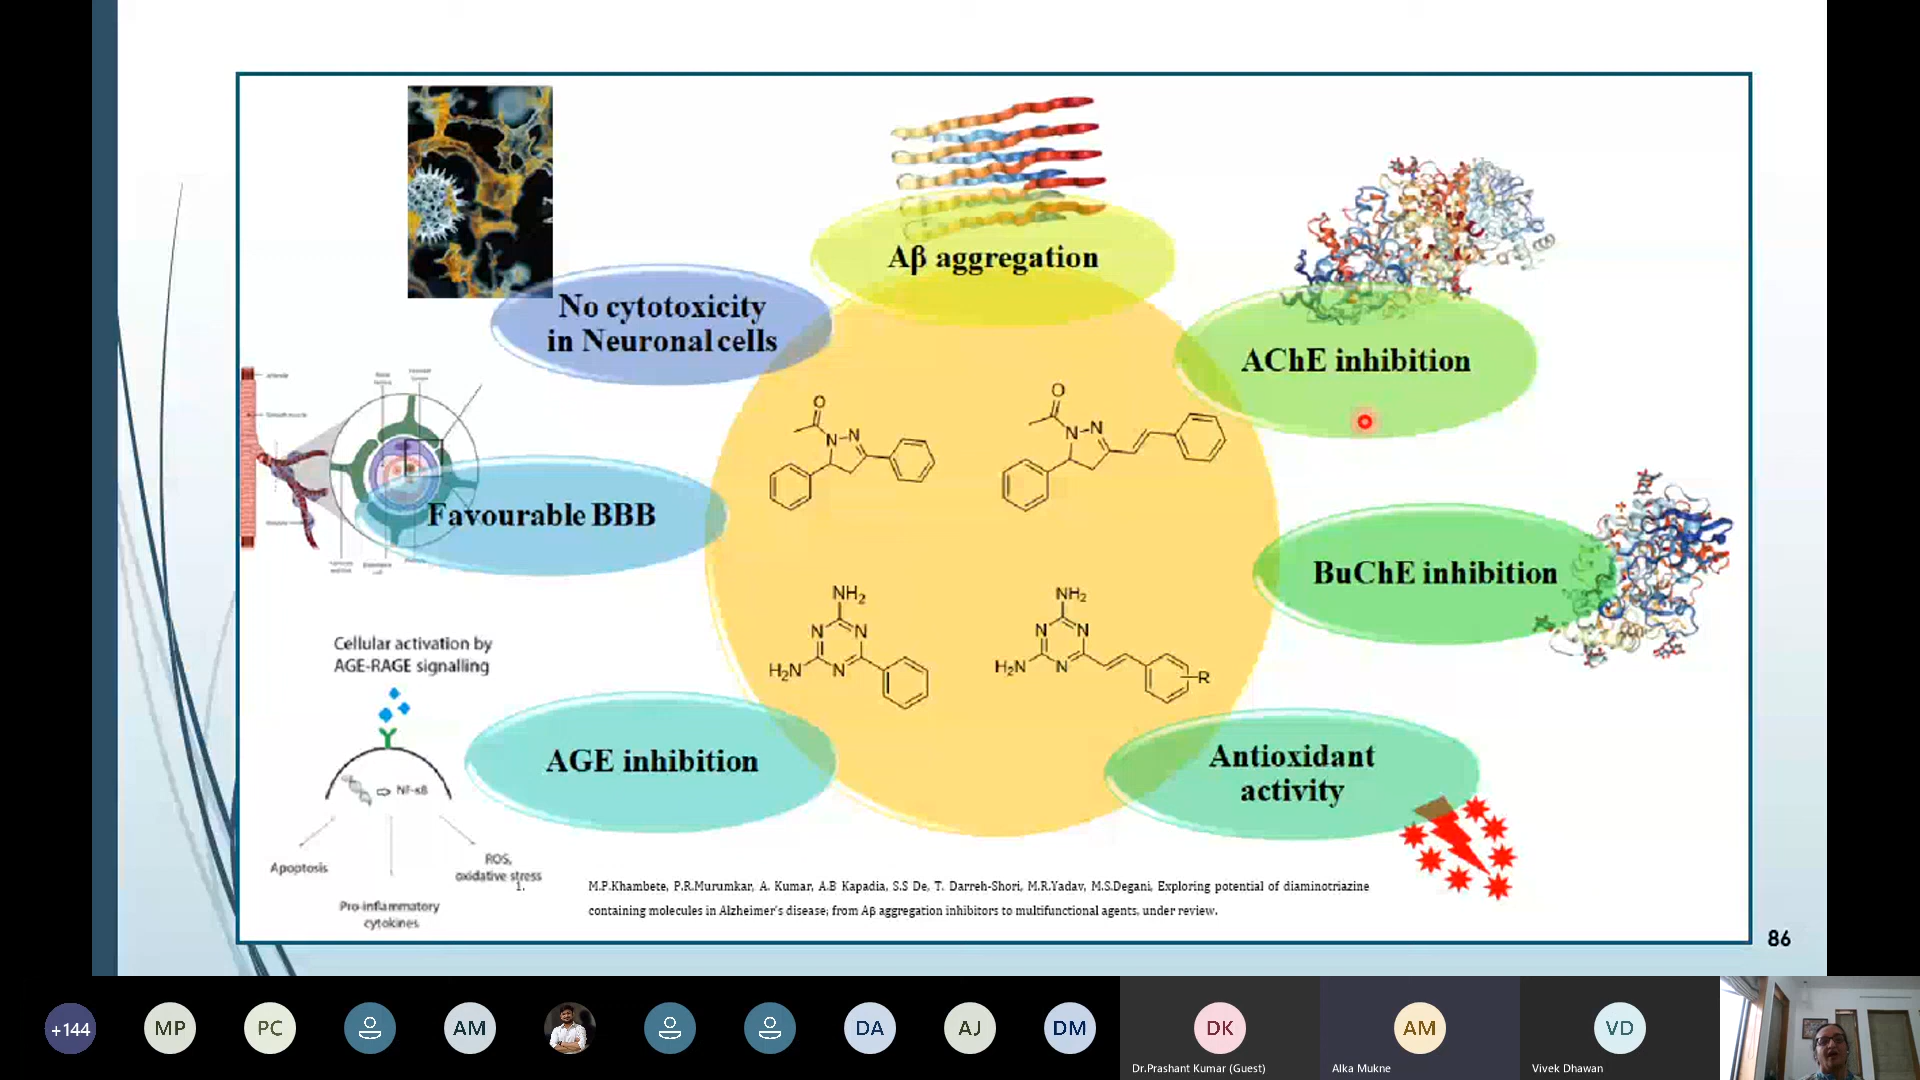 Aβ aggregation
No cytotoxicity
in Neuronal cells
AChE inhibition
O
N
N
O
N
N
Favourable BBB
BuChE inhibition
NH2
N
N
H2N
N
NH2
N
N
H2N
N
R
Cellular activation by
AGE-RAGE signalling
NF-κB
Apoptosis
ROS,
oxidative stress
Pro-inflammatory
cytokines
AGE inhibition
Antioxidant
activity
1.
M.P.Khambete, P.R.Murumkar, A. Kumar, A.B Kapadia, S.S De, T. Darreh-Shori, M.R.Yadav, M.S.Degani, Exploring potential of diaminotriazine
containing molecules in Alzheimer's disease; from Aβ aggregation inhibitors to multifunctional agents, under review.
86
+144
MP
PC
AM
DA
AJ
DM
DK
AM
VD
Dr.Prashant Kumar (Guest)
Alka Mukne
Vivek Dhawan